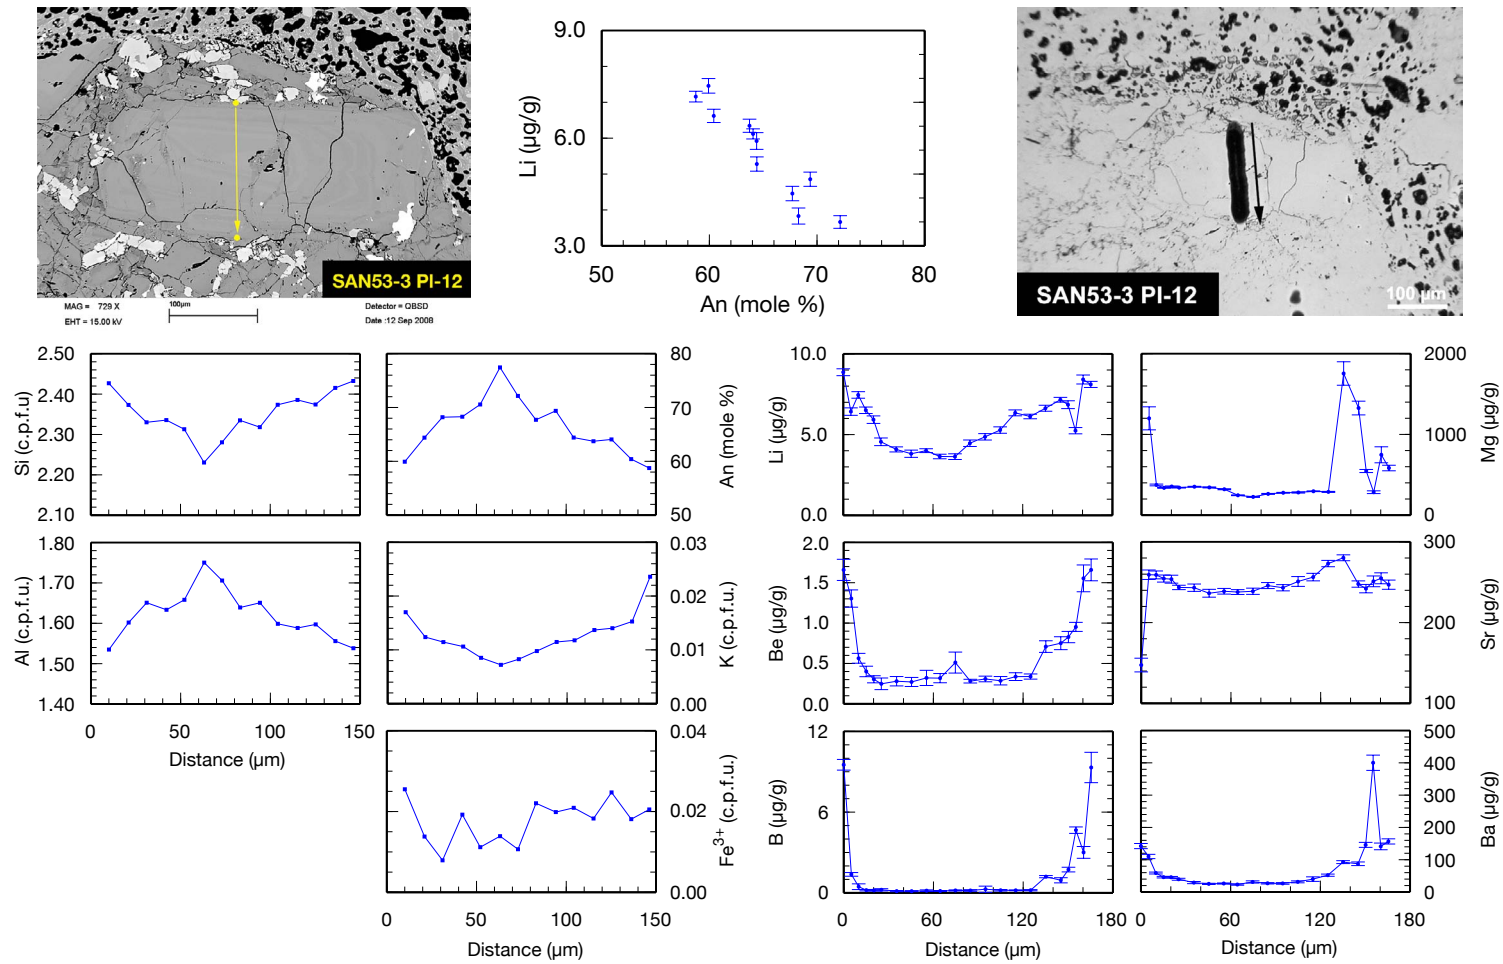 SAN53-3 PI-12
MAG = 729 X
EHT = 15.00 kV
100µm
Detector = QBSD
Date :12 Sep 2008
9.0
6.0
3.0
Li (µg/g)
50 60 70 80
An (mole %)
SAN53-3 PI-12
100 µm
2.50
2.40
2.30
2.20
2.10
Si (c.p.f.u)
80
70
60
50
An (mole %)
10.0
5.0
0.0
Li (µg/g)
2000
1000
0
Mg (µg/g)
1.80
1.70
1.60
1.50
1.40
Al (c.p.f.u)
0 50 100 150
Distance (µm)
0.03
0.02
0.01
0.00
K (c.p.f.u.)
2.0
1.5
1.0
0.5
0.0
Be (µg/g)
300
200
100
Sr (µg/g)
0.04
0.02
0.00
Fe³⁺ (c.p.f.u.)
0 50 100 150
Distance (µm)
12
6
0
B (µg/g)
0 60 120 180
Distance (µm)
500
400
300
200
100
0
Ba (µg/g)
0 60 120 180
Distance (µm)